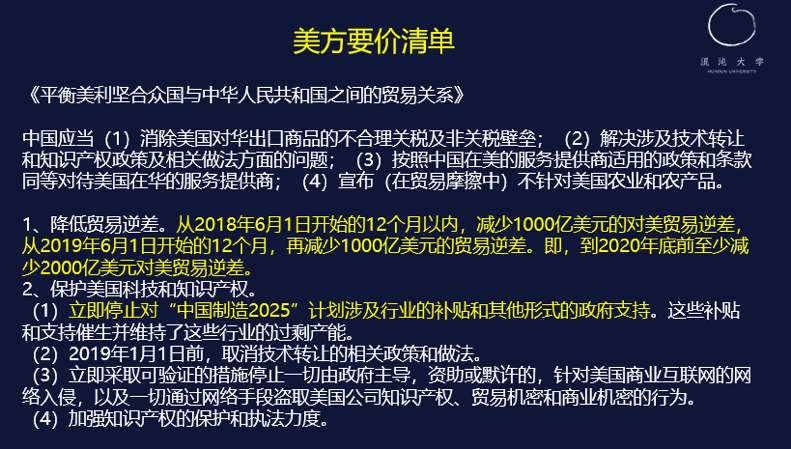 美方要价清单
混沌大学
HUNDUN UNIVERSITY
《平衡美利坚合众国与中华人民共和国之间的贸易关系》
中国应当（1）消除美国对华出口商品的不合理关税及非关税壁垒；（2）解决涉及技术转让
和知识产权政策及相关做法方面的问题；（3）按照中国在美的服务提供商适用的政策和条款
同等对待美国在华的服务提供商；（4）宣布（在贸易摩擦中）不针对美国农业和农产品。
1、降低贸易逆差。从2018年6月1日开始的12个月以内，减少1000亿美元的对美贸易逆差，
从2019年6月1日开始的12个月，再减少1000亿美元的贸易逆差。即，到2020年底前至少减
少2000亿美元对美贸易逆差。
2、保护美国科技和知识产权。
（1）立即停止对“中国制造2025”计划涉及行业的补贴和其他形式的政府支持。这些补贴
和支持催生并维持了这些行业的过剩产能。
（2）2019年1月1日前，取消技术转让的相关政策和做法。
（3）立即采取可验证的措施停止一切由政府主导，资助或默许的，针对美国商业互联网的网
络入侵，以及一切通过网络手段盗取美国公司知识产权、贸易机密和商业机密的行为。
（4）加强知识产权的保护和执法力度。